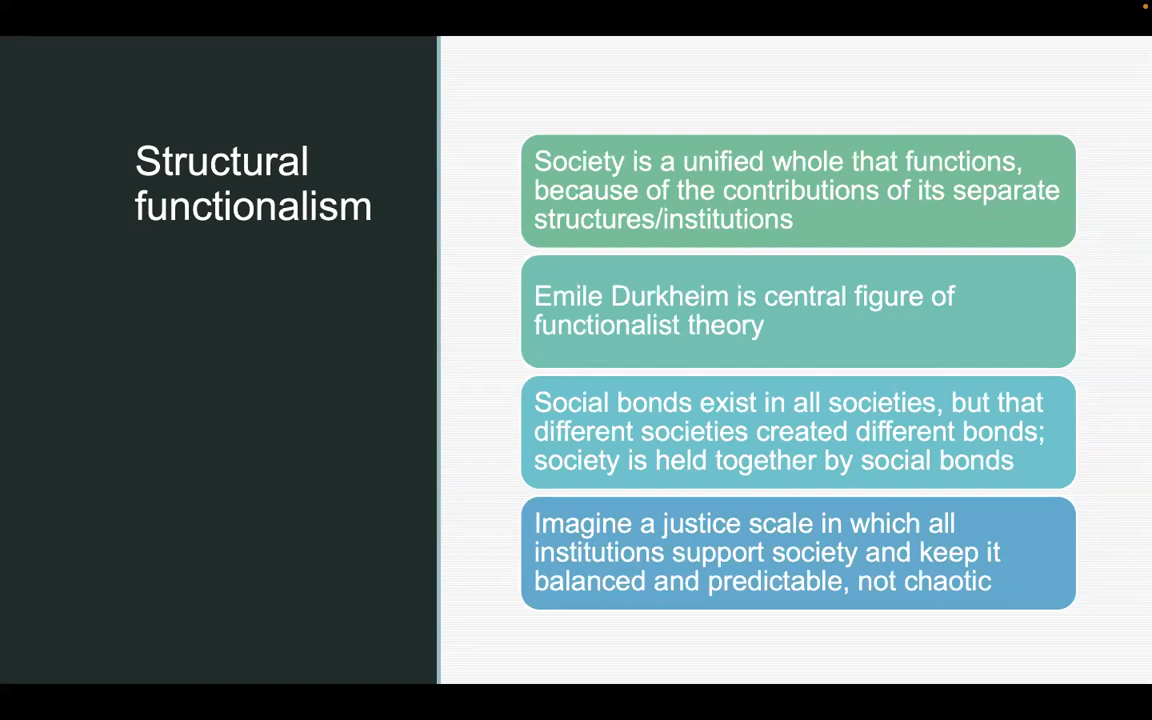 Structural
functionalism
Society is a unified whole that functions,
because of the contributions of its separate
structures/institutions
Emile Durkheim is central figure of
functionalist theory
Social bonds exist in all societies, but that
different societies created different bonds;
society is held together by social bonds
Imagine a justice scale in which all
institutions support society and keep it
balanced and predictable, not chaotic